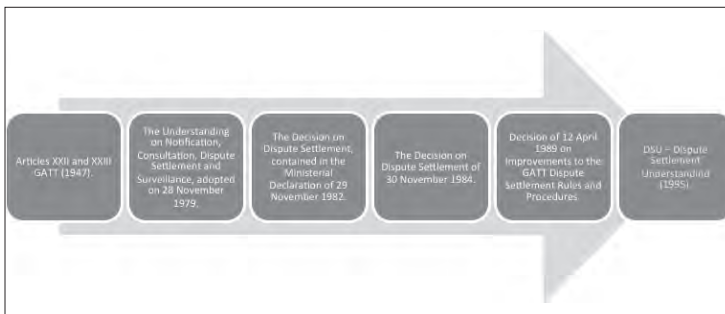 Articles XXII and XXIII
GATT (1947).
The Understanding
on Notification,
Consultation, Dispute
Settlement and
Surveillance, adopted
on 28 November
1979.
The Decision on
Dispute Settlement,
contained in the
Ministerial
Declaration of 29
November 1982.
The Decision on
Dispute Settlement of
30 November 1984.
Decision of 12 April
1989 on
Improvements to the
GATT Dispute
Settlement Rules and
Procedures
DSU – Dispute
Settlement
Understanding
(1995).